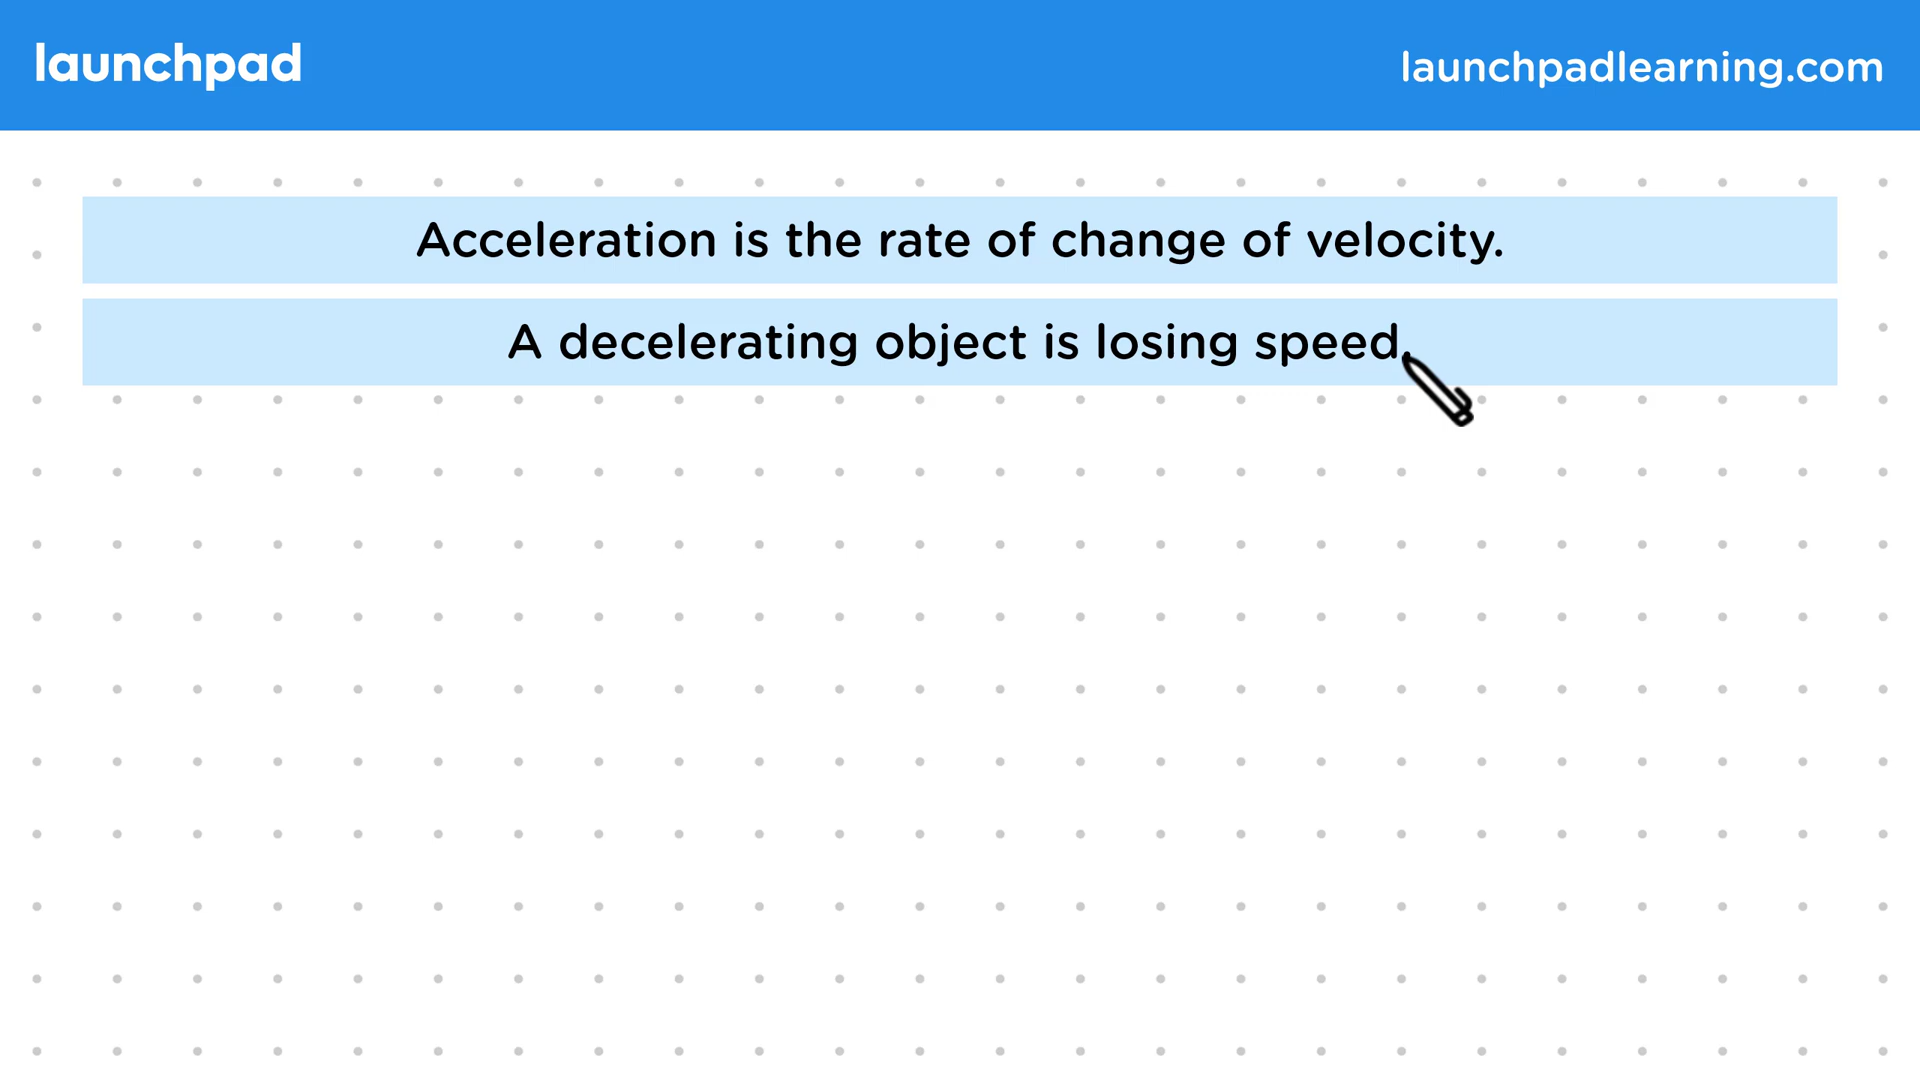 launchpad
launchpadlearning.com
Acceleration is the rate of change of velocity.
A decelerating object is losing speed.